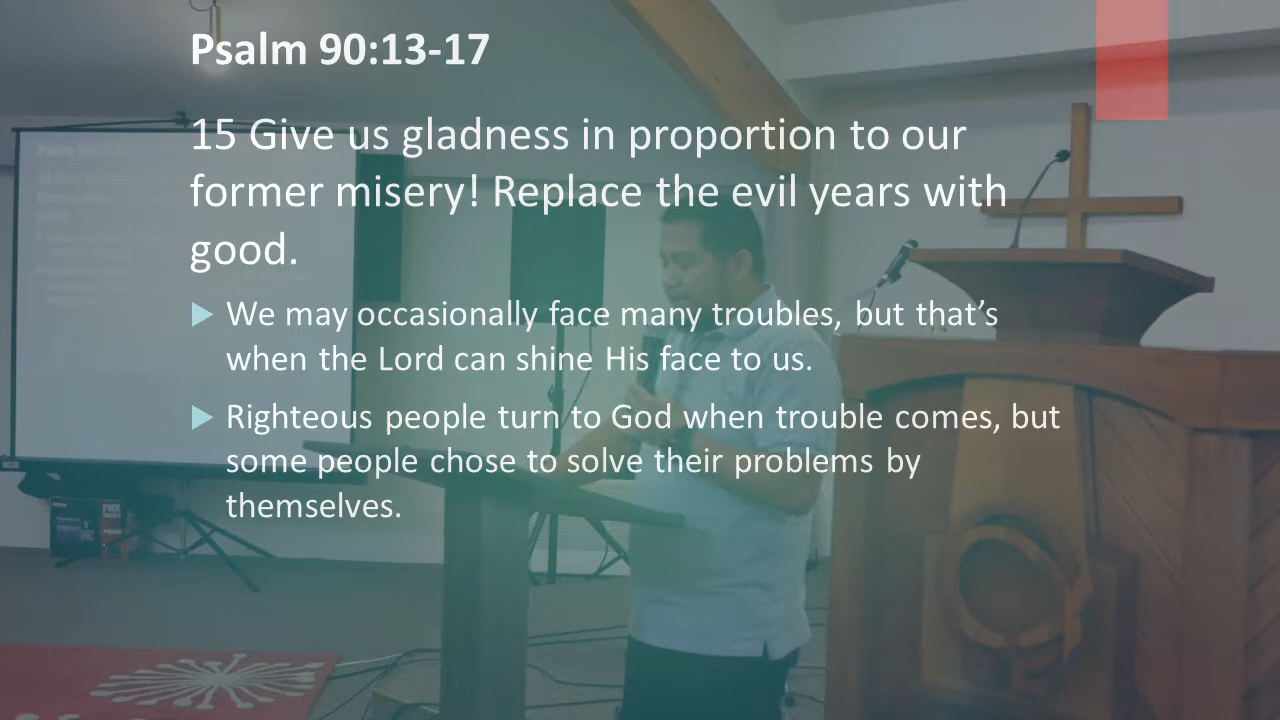 Psalm 90:13-17
15 Give us gladness in proportion to our
former misery! Replace the evil years with
good.
We may occasionally face many troubles, but that’s
when the Lord can shine His face to us.
Righteous people turn to God when trouble comes, but
some people chose to solve their problems by
themselves.